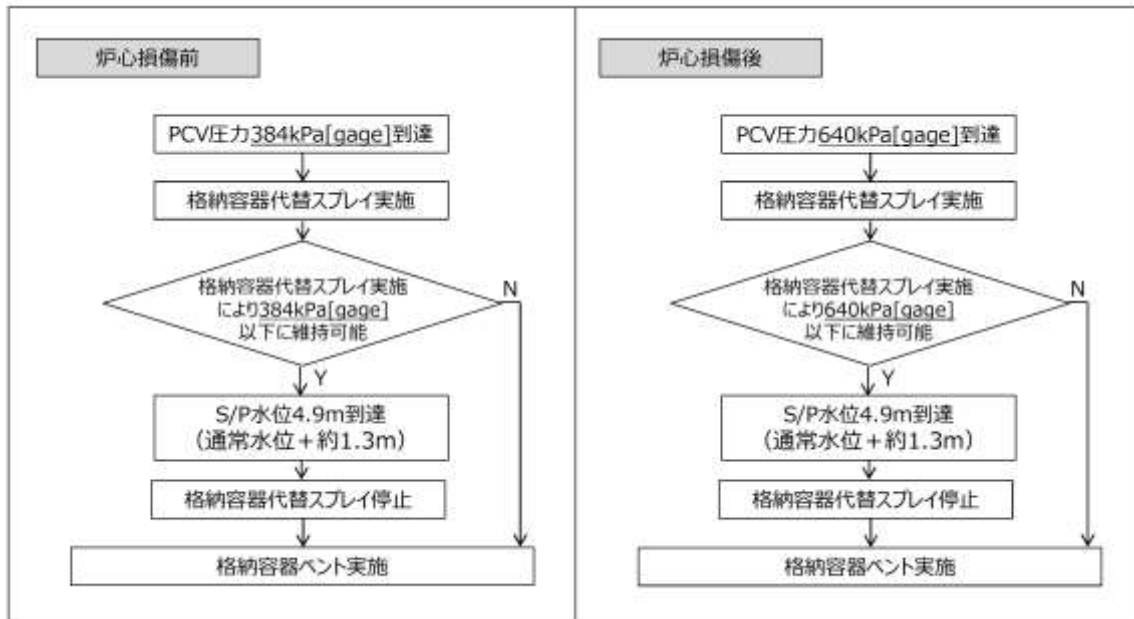 炉心損傷前
PCV圧力384kPa[gage]到達
格納容器代替スプレイ実施
格納容器代替スプレイ実施
により384kPa[gage]
以下に維持可能
N
Y
S/P水位4.9m到達
（通常水位＋約1.3m）
格納容器代替スプレイ停止
格納容器ベント実施
炉心損傷後
PCV圧力640kPa[gage]到達
格納容器代替スプレイ実施
格納容器代替スプレイ実施
により640kPa[gage]
以下に維持可能
N
Y
S/P水位4.9m到達
（通常水位＋約1.3m）
格納容器代替スプレイ停止
格納容器ベント実施